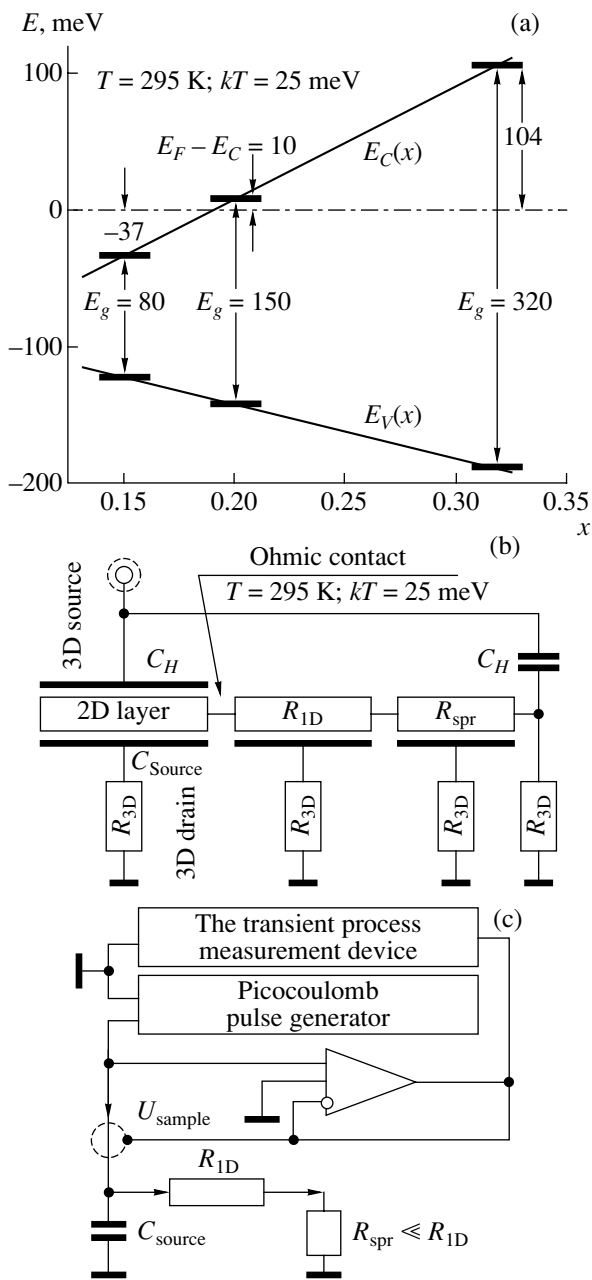 E, meV
(a)
100
T = 295 K; kT = 25 meV
E_F – E_C = 10
E_C(x)
104
0
–37
E_g = 80
E_g = 150
E_g = 320
–100
E_V(x)
–200
0.15
0.20
0.25
0.30
0.35
x
(b)
Ohmic contact
T = 295 K; kT = 25 meV
3D source
C_H
C_H
2D layer
R_1D
R_spr
C_Source
R_3D
3D drain
R_3D
R_3D
R_3D
(c)
The transient process
measurement device
Picocoulomb
pulse generator
U_sample
R_1D
C_source
R_spr ≪ R_1D